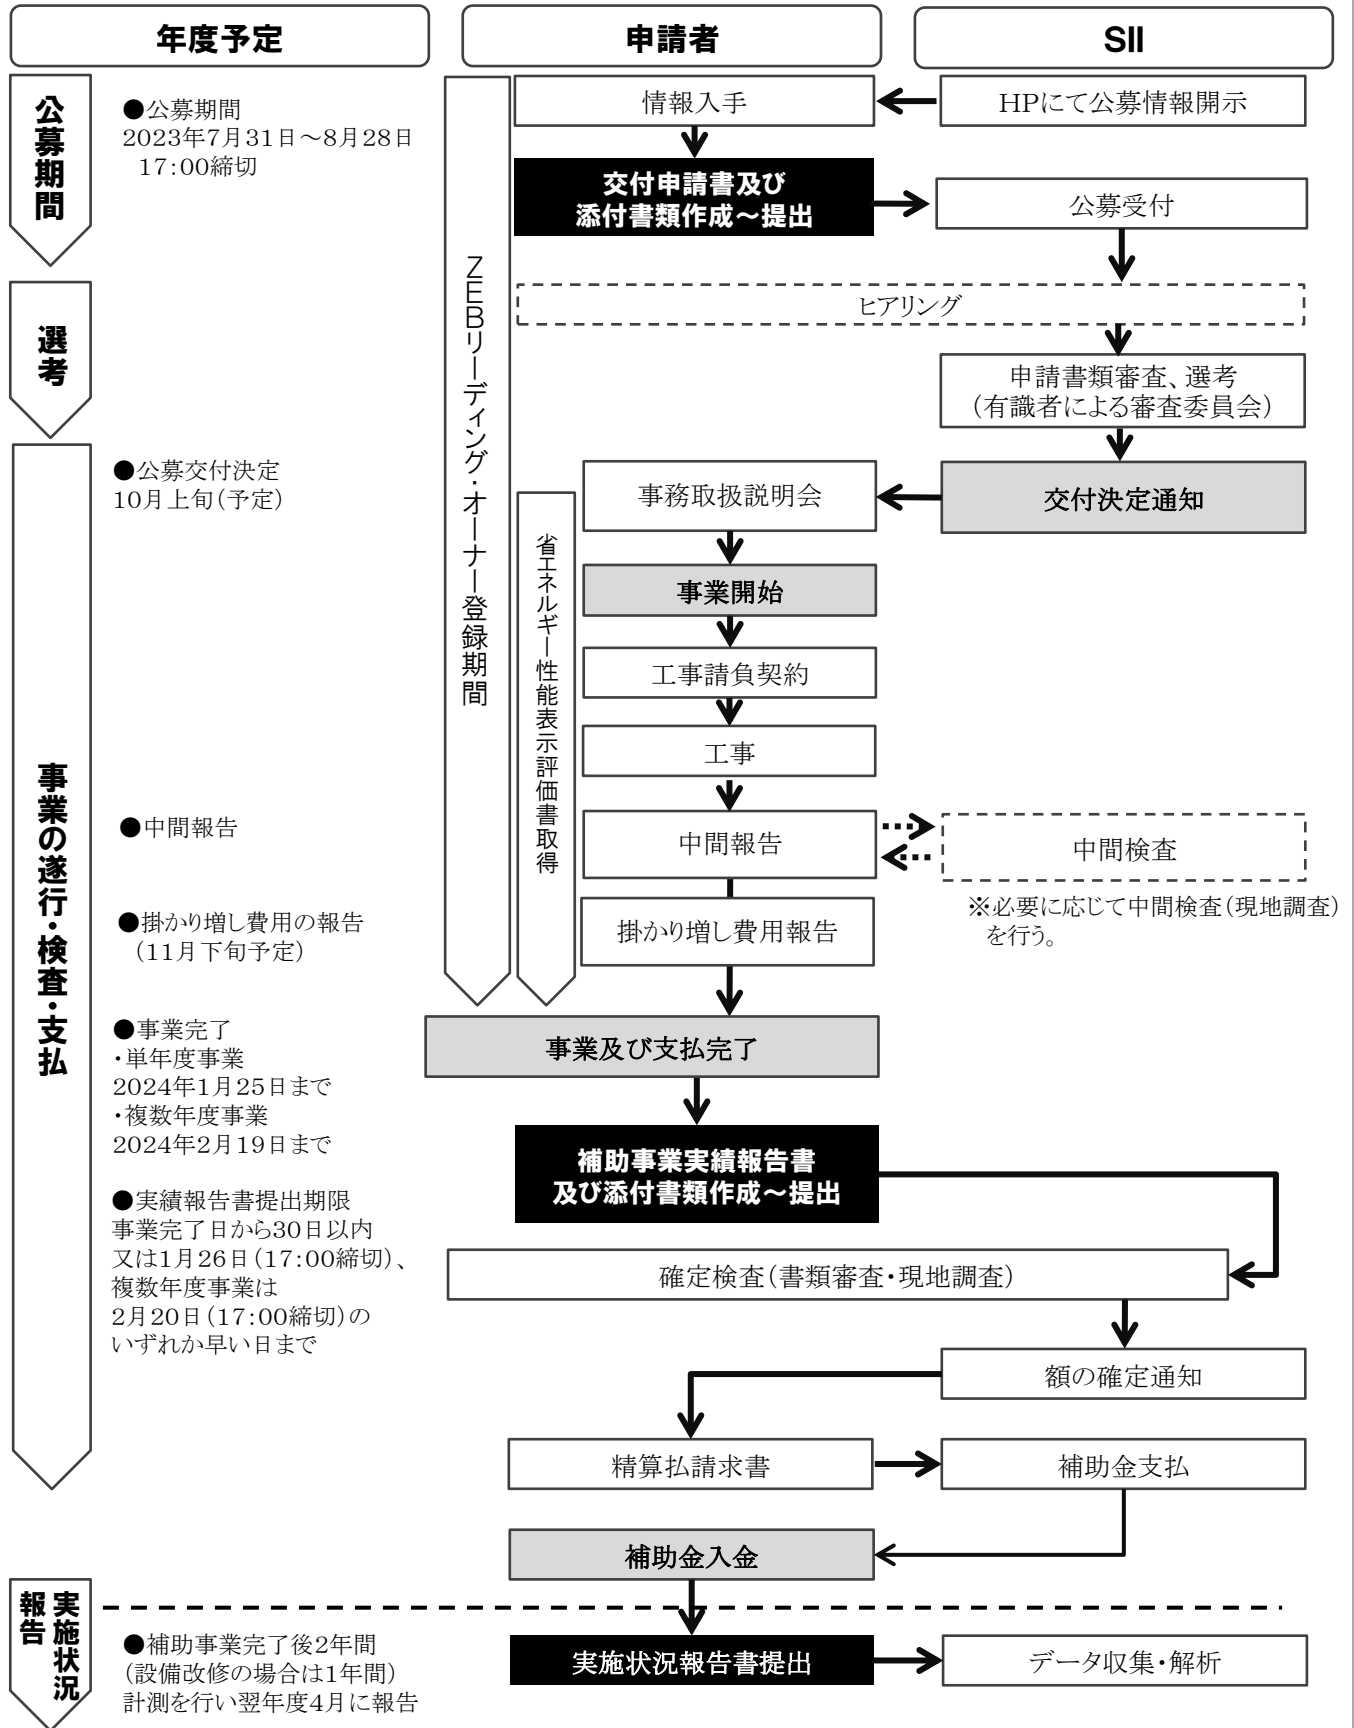 年度予定
申請者
SII
公募期間
●公募期間
2023年7月31日～8月28日
17:00締切
情報入手
HPにて公募情報開示
交付申請書及び
添付書類作成～提出
公募受付
ZEBリーディング・オーナー登録期間
ヒアリング
選考
申請書類審査、選考
(有識者による審査委員会)
●公募交付決定
10月上旬(予定)
事務取扱説明会
交付決定通知
省エネルギー性能表示評価書取得
事業開始
工事請負契約
工事
事業の遂行・検査・支払
●中間報告
中間報告
中間検査
※必要に応じて中間検査(現地調査)
を行う。
●掛かり増し費用の報告
(11月下旬予定)
掛かり増し費用報告
●事業完了
・単年度事業
2024年1月25日まで
・複数年度事業
2024年2月19日まで
事業及び支払完了
補助事業実績報告書
及び添付書類作成～提出
●実績報告書提出期限
事業完了日から30日以内
又は1月26日(17:00締切)、
複数年度事業は
2月20日(17:00締切)の
いずれか早い日まで
確定検査(書類審査・現地調査)
額の確定通知
精算払請求書
補助金支払
補助金入金
実施状況
報告
●補助事業完了後2年間
(設備改修の場合は1年間)
計測を行い翌年度4月に報告
実施状況報告書提出
データ収集・解析